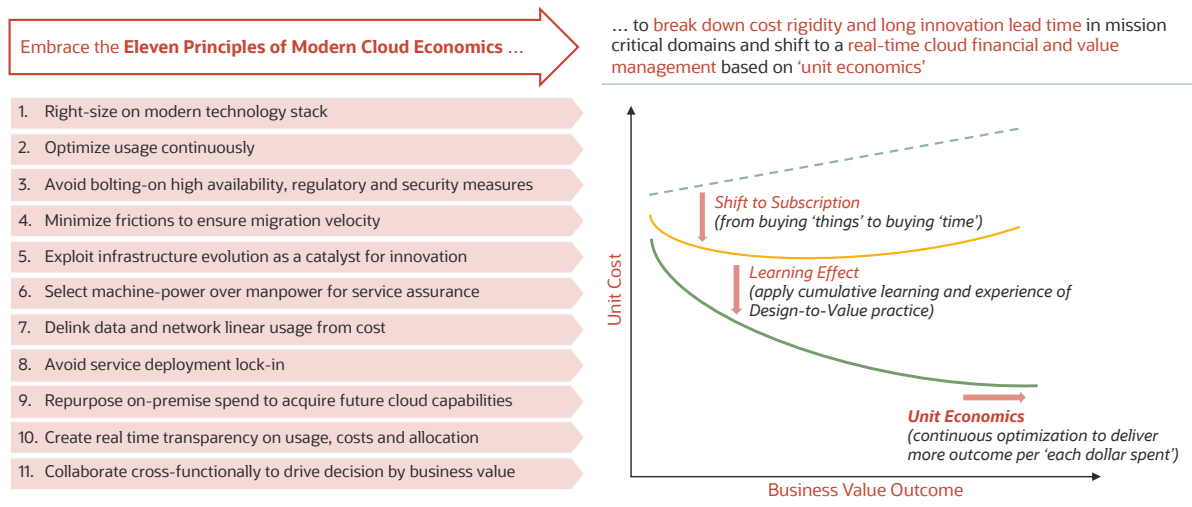 Embrace the Eleven Principles of Modern Cloud Economics ...
1. Right-size on modern technology stack
2. Optimize usage continuously
3. Avoid bolting-on high availability, regulatory and security measures
4. Minimize frictions to ensure migration velocity
5. Exploit infrastructure evolution as a catalyst for innovation
6. Select machine-power over manpower for service assurance
7. Delink data and network linear usage from cost
8. Avoid service deployment lock-in
9. Repurpose on-premise spend to acquire future cloud capabilities
10. Create real time transparency on usage, costs and allocation
11. Collaborate cross-functionally to drive decision by business value
... to break down cost rigidity and long innovation lead time in mission
critical domains and shift to a real-time cloud financial and value
management based on ‘unit economics’
Unit Cost
Shift to Subscription
(from buying ‘things’ to buying ‘time’)
Learning Effect
(apply cumulative learning and experience of
Design-to-Value practice)
Unit Economics
(continuous optimization to deliver
more outcome per ‘each dollar spent’)
Business Value Outcome